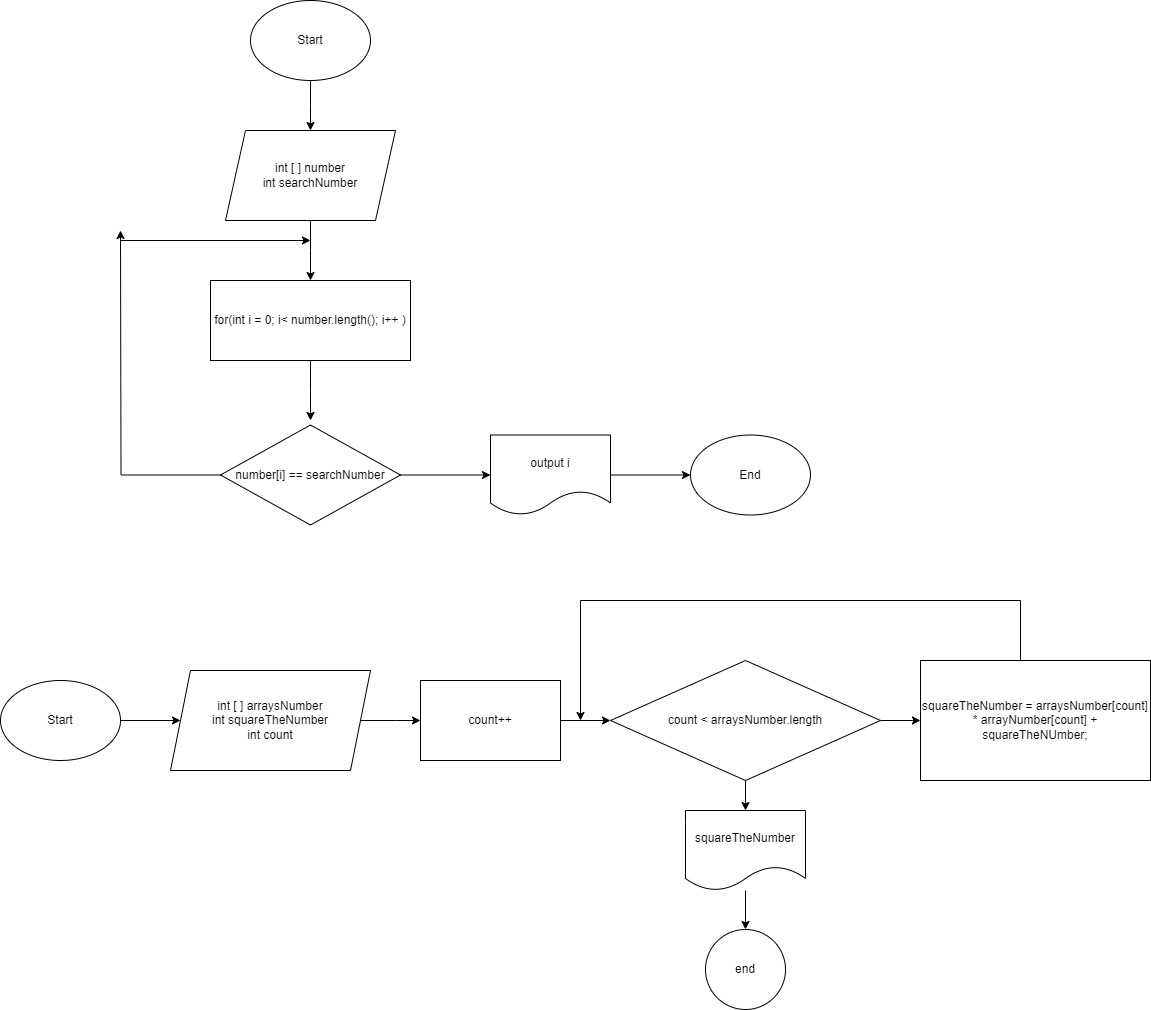 Start
int [ ] number
int searchNumber
for(int i = 0; i< number.length(); i++ )
number[i] == searchNumber
output i
End
Start
int [ ] arraysNumber
int squareTheNumber
int count
count++
count < arraysNumber.length
squareTheNumber = arraysNumber[count]
* arrayNumber[count] +
squareTheNUmber;
squareTheNumber
end